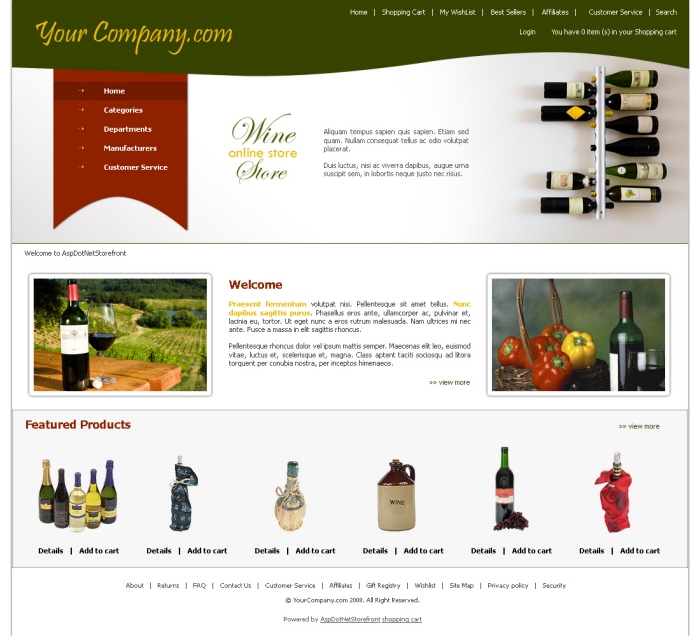 Home | Shopping Cart | My WishList | Best Sellers | Affiliates | Customer Service | Search
Your Company.com
Login You have 0 item (s) in your Shopping cart
Home
Categories
Departments
Manufacturers
Customer Service
Wine
online store
Store
Aliquam tempus sapien quis sapien. Etiam sed
quam. Nullam consequat tellus ac odio volutpat
placerat.
Duis luctus, nisi ac viverra dapibus, augue urna
suscipit sem, in lobortis neque justo nec risus.
Welcome to AspDotNetStorefront
Welcome
Praesent fermentum volutpat nisi. Pellentesque sit amet tellus. Nunc
dapibus sagittis purus. Phasellus eros ante, ullamcorper ac, pulvinar et,
lacinia eu, tortor. Ut eget nunc a eros rutrum malesuada. Nam ultrices mi nec
ante. Fusce a massa in elit sagittis rhoncus.
Pellentesque rhoncus dolor vel ipsum mattis semper. Maecenas elit leo, euismod
vitae, luctus et, scelerisque et, magna. Class aptent taciti sociosqu ad litora
torquent per conubia nostra, per inceptos himenaeos.
>> view more
Featured Products
>> view more
WINE
Details | Add to cart Details | Add to cart Details | Add to cart Details | Add to cart Details | Add to cart Details | Add to cart
About | Returns | FAQ | Contact Us | Customer Service | Affiliates | Gift Registry | Wishlist | Site Map | Privacy policy | Security
© YourCompany.com 2008. All Right Reserved.
Powered by AspDotNetStorefront shopping cart